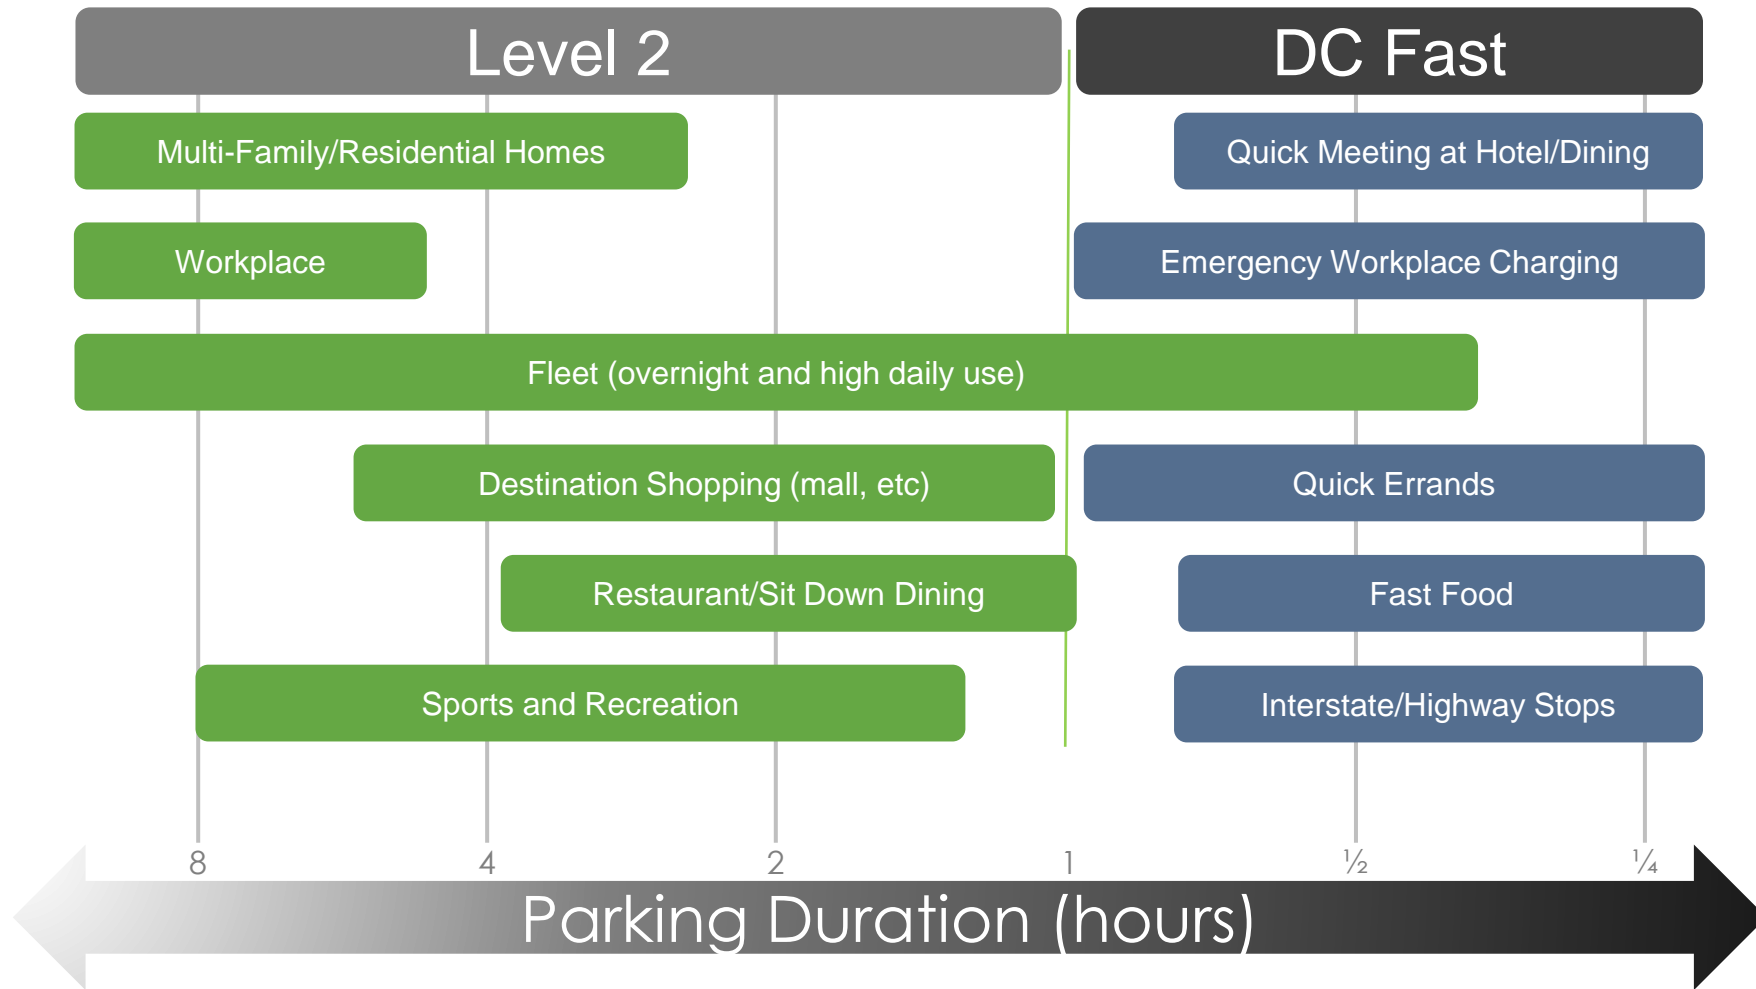 Level 2
DC Fast
Multi-Family/Residential Homes
Quick Meeting at Hotel/Dining
Workplace
Emergency Workplace Charging
Fleet (overnight and high daily use)
Destination Shopping (mall, etc)
Quick Errands
Restaurant/Sit Down Dining
Fast Food
Sports and Recreation
Interstate/Highway Stops
8 4 2 1 ½ ¼
Parking Duration (hours)